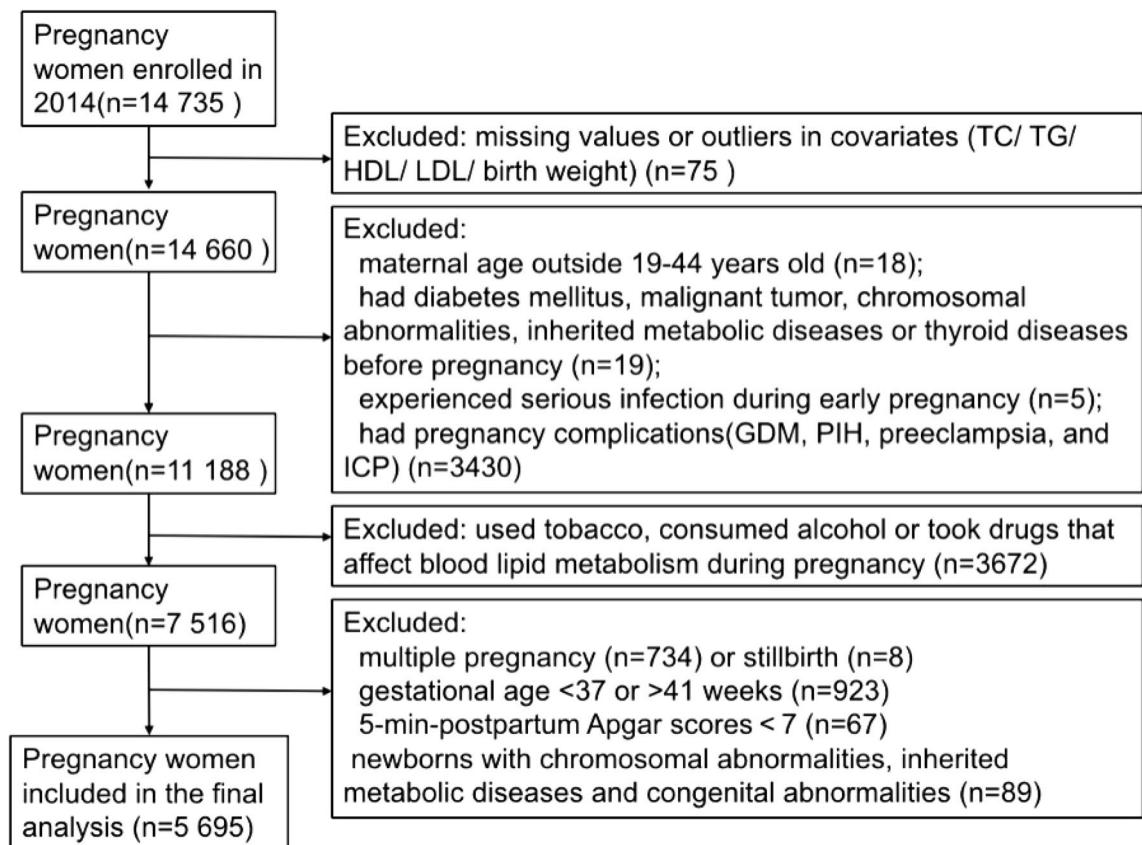 Pregnancy
women enrolled in
2014(n=14 735 )
Excluded: missing values or outliers in covariates (TC/ TG/
HDL/ LDL/ birth weight) (n=75 )
Pregnancy
women(n=14 660 )
Excluded:
maternal age outside 19-44 years old (n=18);
had diabetes mellitus, malignant tumor, chromosomal
abnormalities, inherited metabolic diseases or thyroid diseases
before pregnancy (n=19);
experienced serious infection during early pregnancy (n=5);
had pregnancy complications(GDM, PIH, preeclampsia, and
ICP) (n=3430)
Pregnancy
women(n=11 188 )
Excluded: used tobacco, consumed alcohol or took drugs that
affect blood lipid metabolism during pregnancy (n=3672)
Pregnancy
women(n=7 516)
Excluded:
multiple pregnancy (n=734) or stillbirth (n=8)
gestational age <37 or >41 weeks (n=923)
5-min-postpartum Apgar scores < 7 (n=67)
newborns with chromosomal abnormalities, inherited
metabolic diseases and congenital abnormalities (n=89)
Pregnancy women
included in the final
analysis (n=5 695)